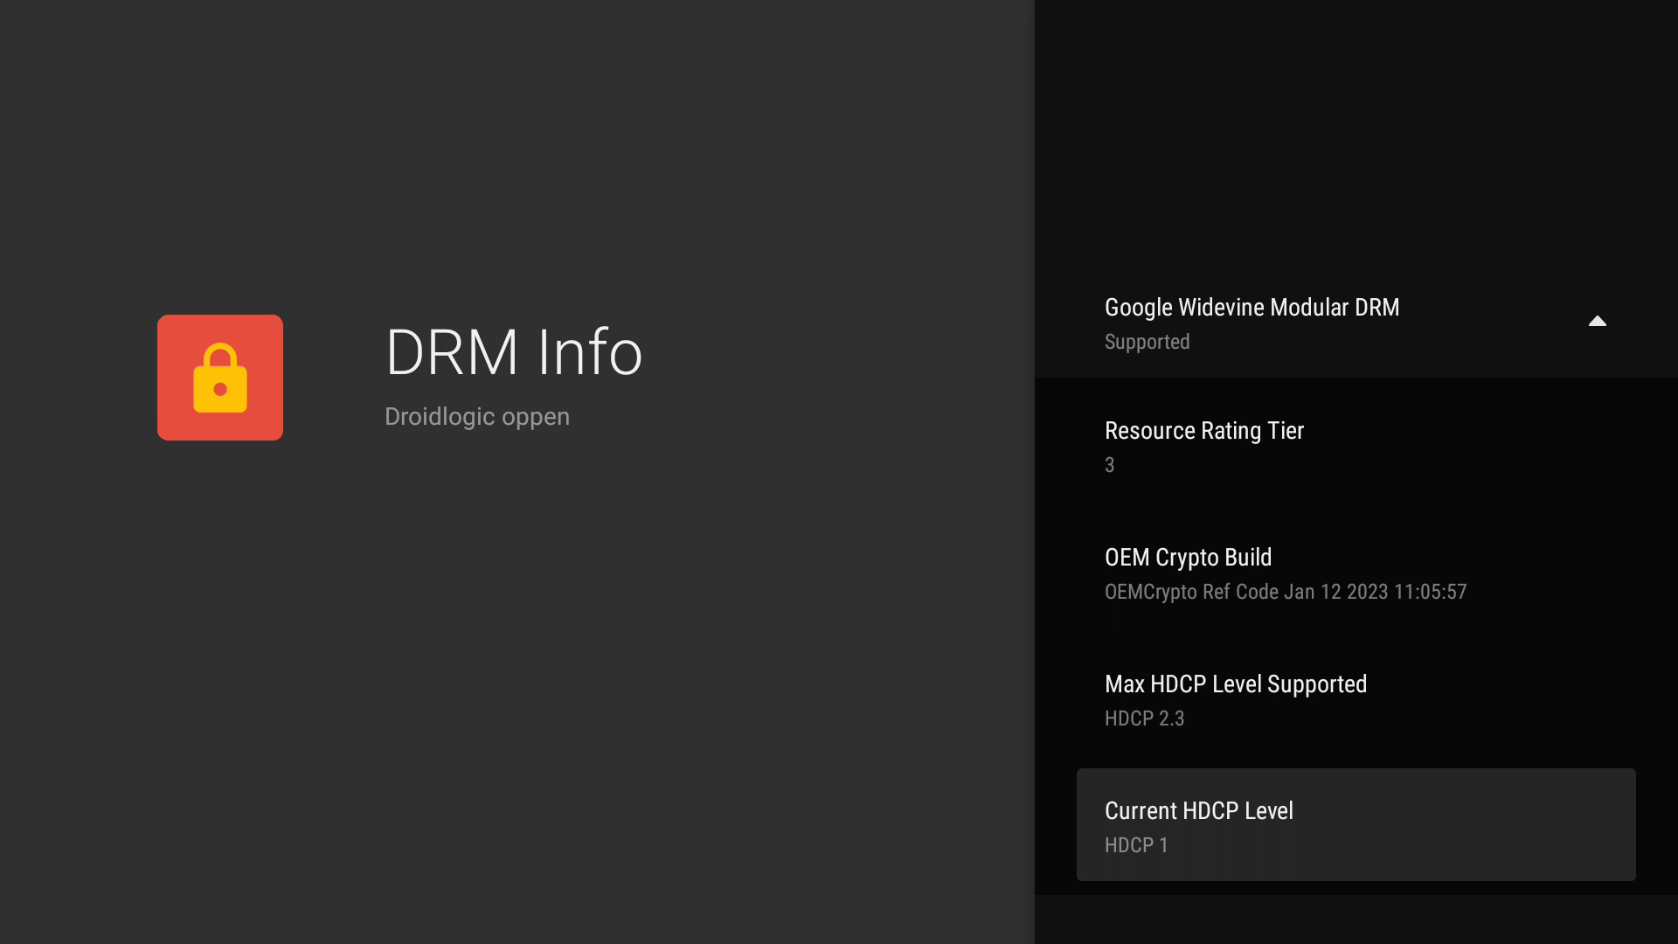 DRM Info
Droidlogic oppen
Google Widevine Modular DRM
Supported
Resource Rating Tier
3
OEM Crypto Build
OEMCrypto Ref Code Jan 12 2023 11:05:57
Max HDCP Level Supported
HDCP 2.3
Current HDCP Level
HDCP 1